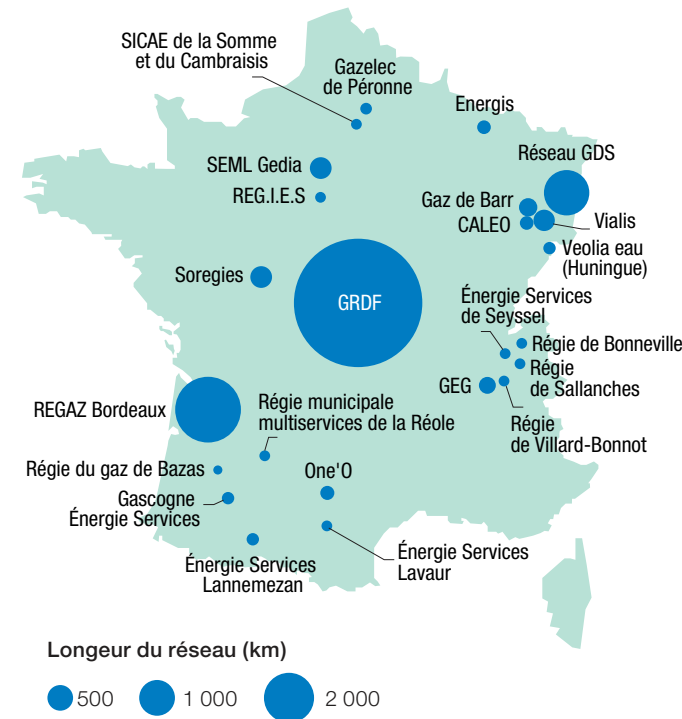 SICAE de la Somme
et du Cambraisis
Gazelec
de Péronne
Energis
SEML Gedia
Réseau GDS
REG.I.E.S
Gaz de Barr
CALEO
Vialis
Veolia eau
(Huningue)
Soregies
GRDF
Énergie Services
de Seyssel
Régie de Bonneville
Régie
de Sallanches
GEG
REGAZ Bordeaux
Régie municipale
multiservices de la Réole
Régie
de Villard-Bonnot
Régie du gaz de Bazas
One'O
Gascogne
Énergie Services
Énergie Services
Lannemezan
Énergie Services
Lavaur
Longeur du réseau (km)
500 1 000 2 000